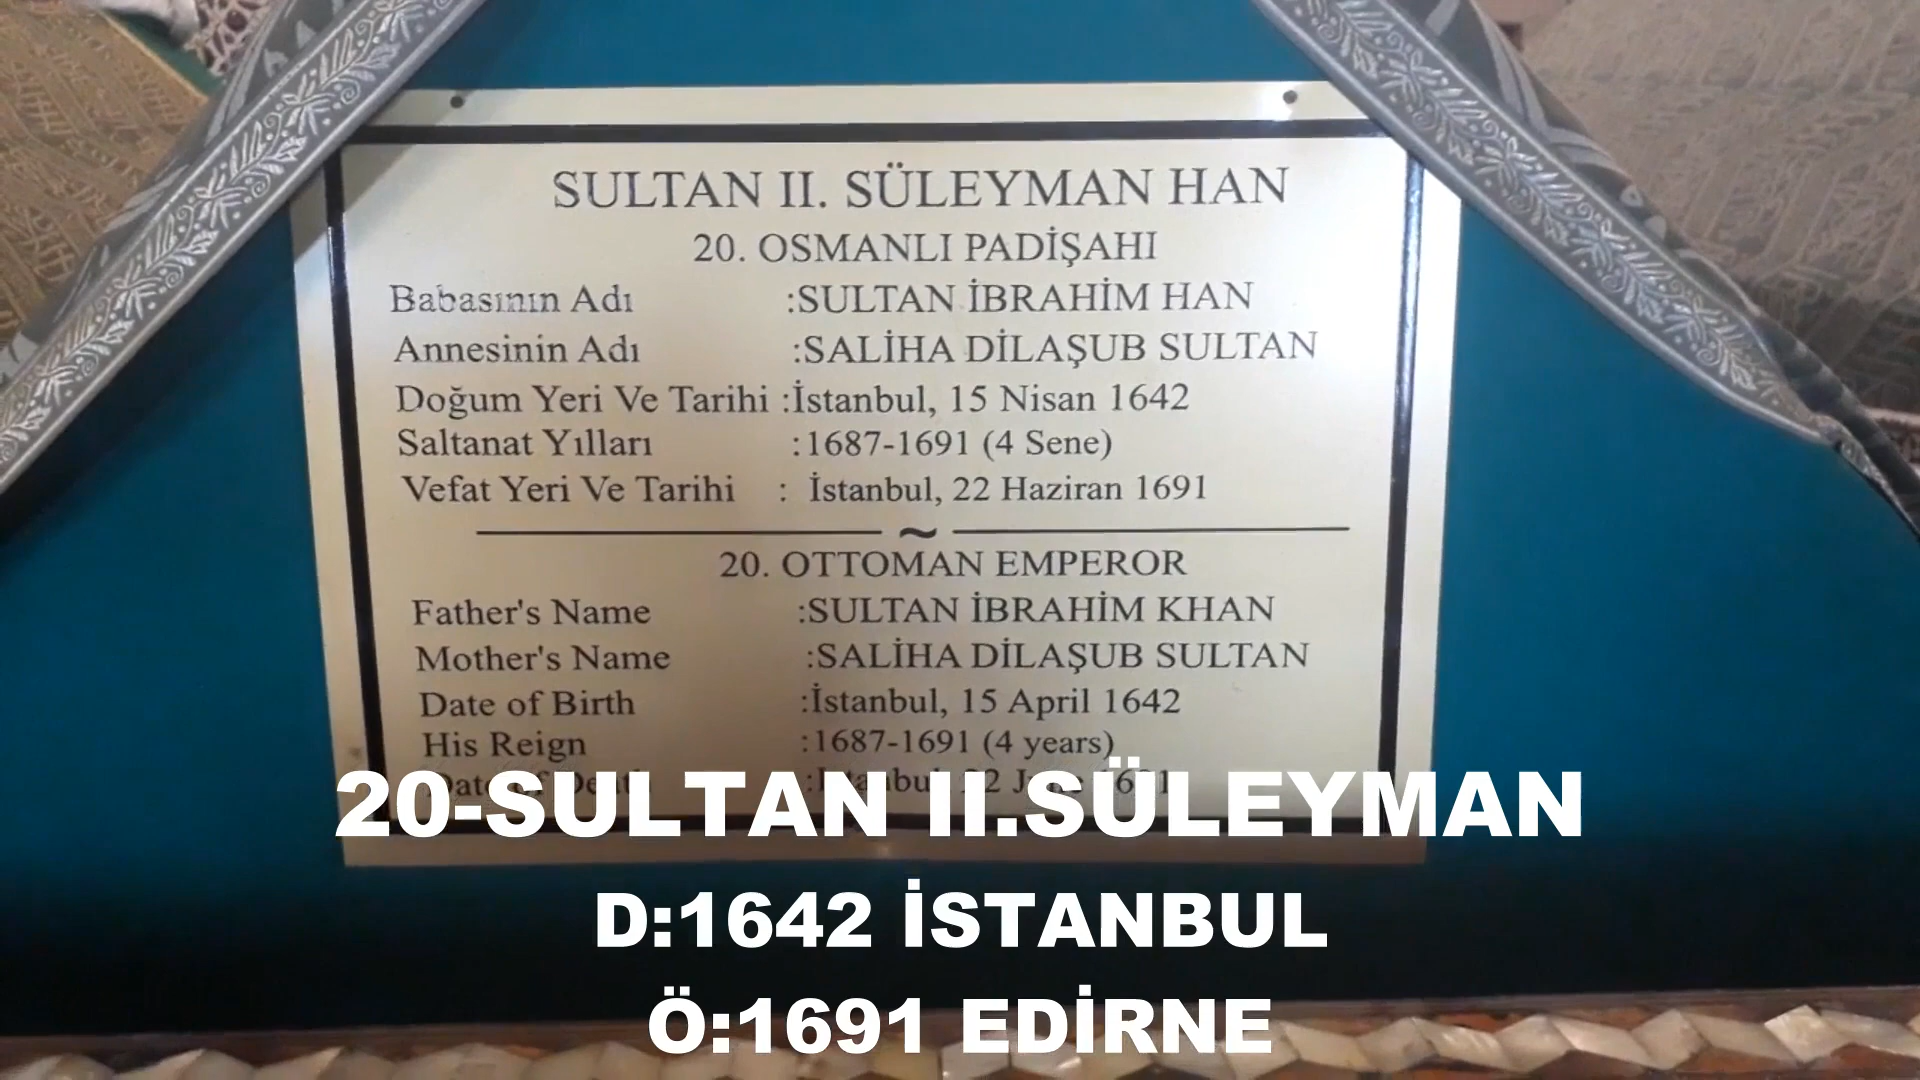 SULTAN II. SÜLEYMAN HAN
20. OSMANLI PADİŞAHI
Babasının Adı :SULTAN İBRAHİM HAN
Annesinin Adı :SALİHA DİLAŞUB SULTAN
Doğum Yeri Ve Tarihi :İstanbul, 15 Nisan 1642
Saltanat Yılları :1687-1691 (4 Sene)
Vefat Yeri Ve Tarihi : İstanbul, 22 Haziran 1691
~
20. OTTOMAN EMPEROR
Father's Name :SULTAN İBRAHİM KHAN
Mother's Name :SALİHA DİLAŞUB SULTAN
Date of Birth :İstanbul, 15 April 1642
His Reign :1687-1691 (4 years)
Date of
20-SULTAN II.SÜLEYMAN
D:1642 İSTANBUL
Ö:1691 EDİRNE